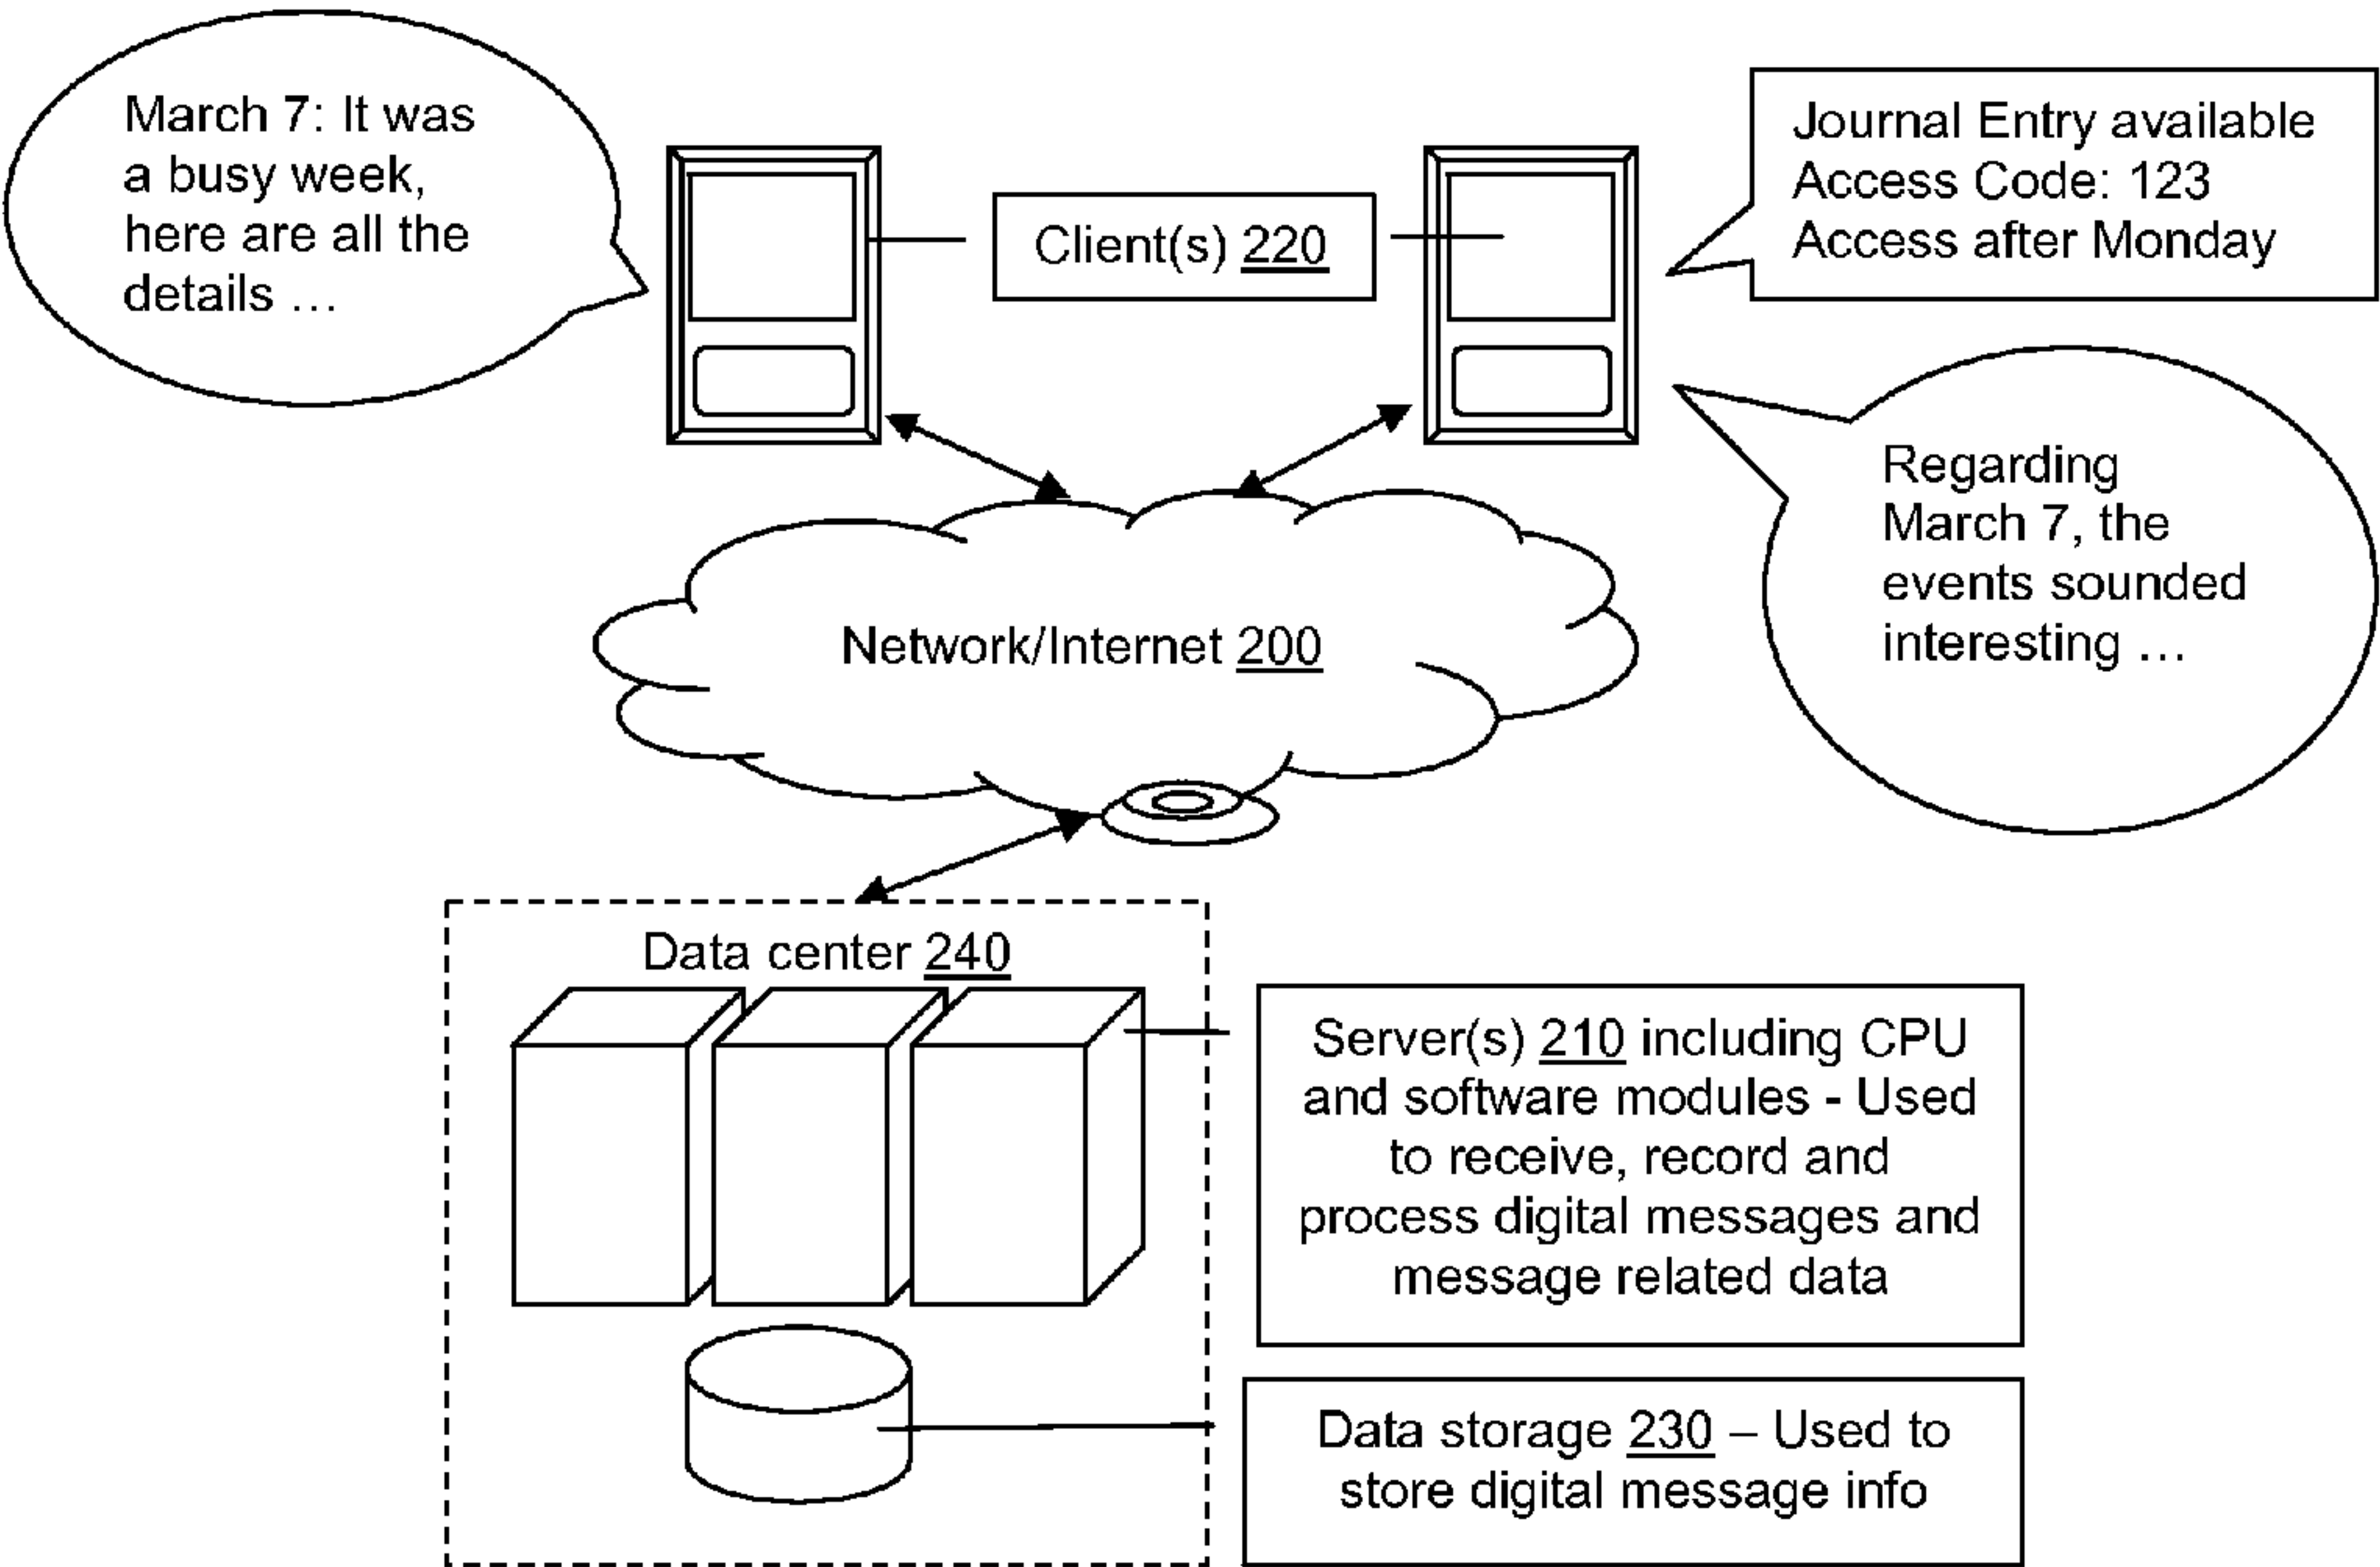 March 7: It was
a busy week,
here are all the
details …
Client(s) 220
Journal Entry available
Access Code: 123
Access after Monday
Regarding
March 7, the
events sounded
interesting …
Network/Internet 200
Data center 240
Server(s) 210 including CPU
and software modules - Used
to receive, record and
process digital messages and
message related data
Data storage 230 – Used to
store digital message info